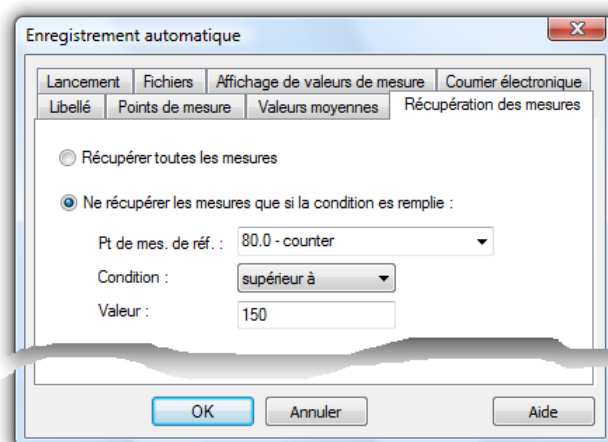 Enregistrement automatique
Lancement Fichiers Affichage de valeurs de mesure Courrier électronique
Libellé Points de mesure Valeurs moyennes Récupération des mesures
Récupérer toutes les mesures
Ne récupérer les mesures que si la condition es remplie :
Pt de mes. de réf. : 80.0 - counter
Condition : supérieur à
Valeur : 150
OK Annuler Aide